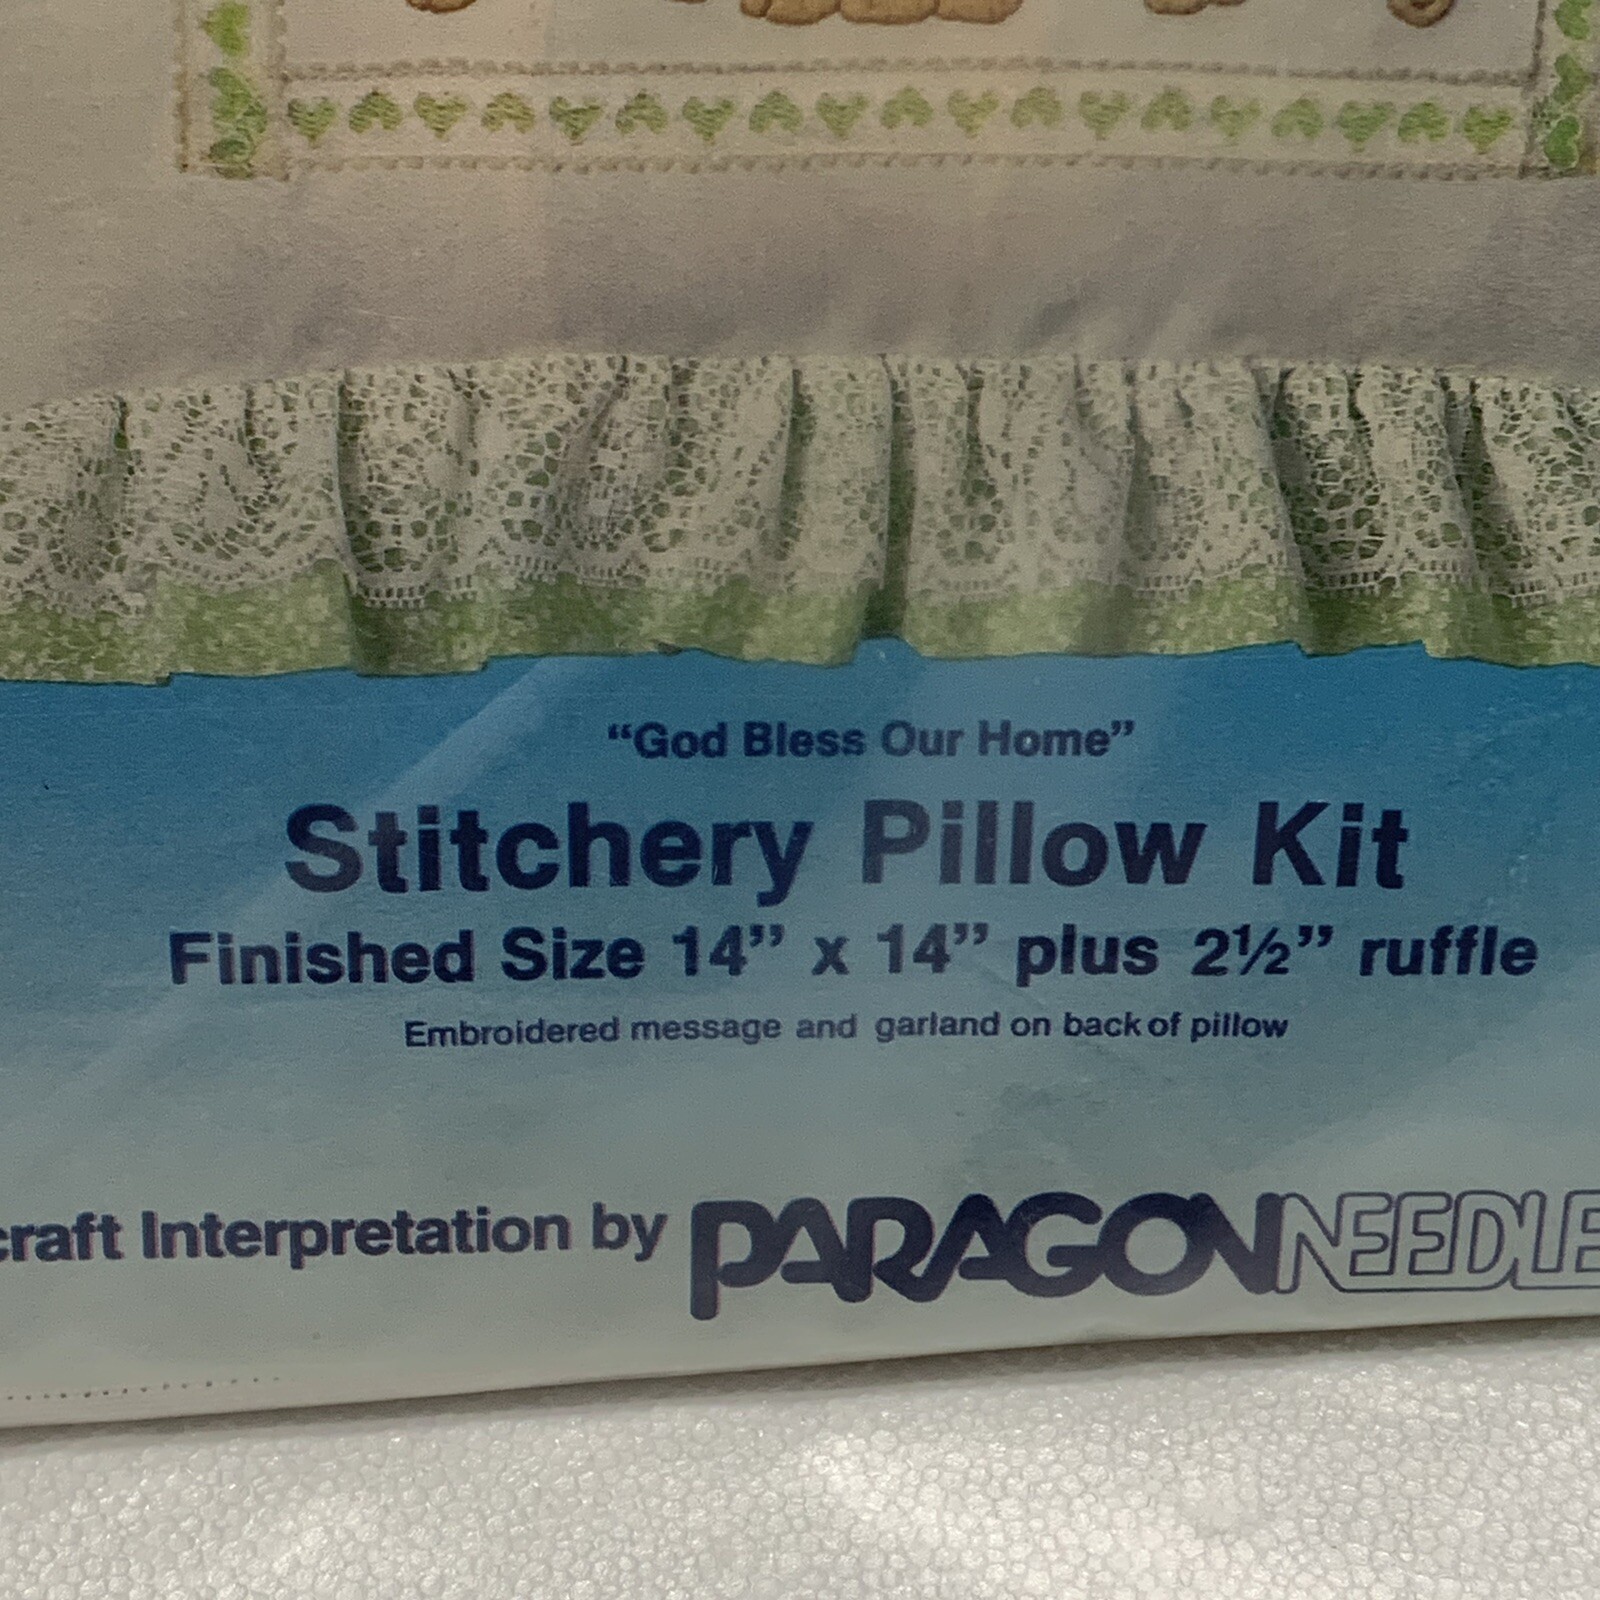 “God Bless Our Home”
Stitchery Pillow Kit
Finished Size 14” x 14” plus 2½” ruffle
Embroidered message and garland on back of pillow
craft Interpretation by PARAGON NEEDLE